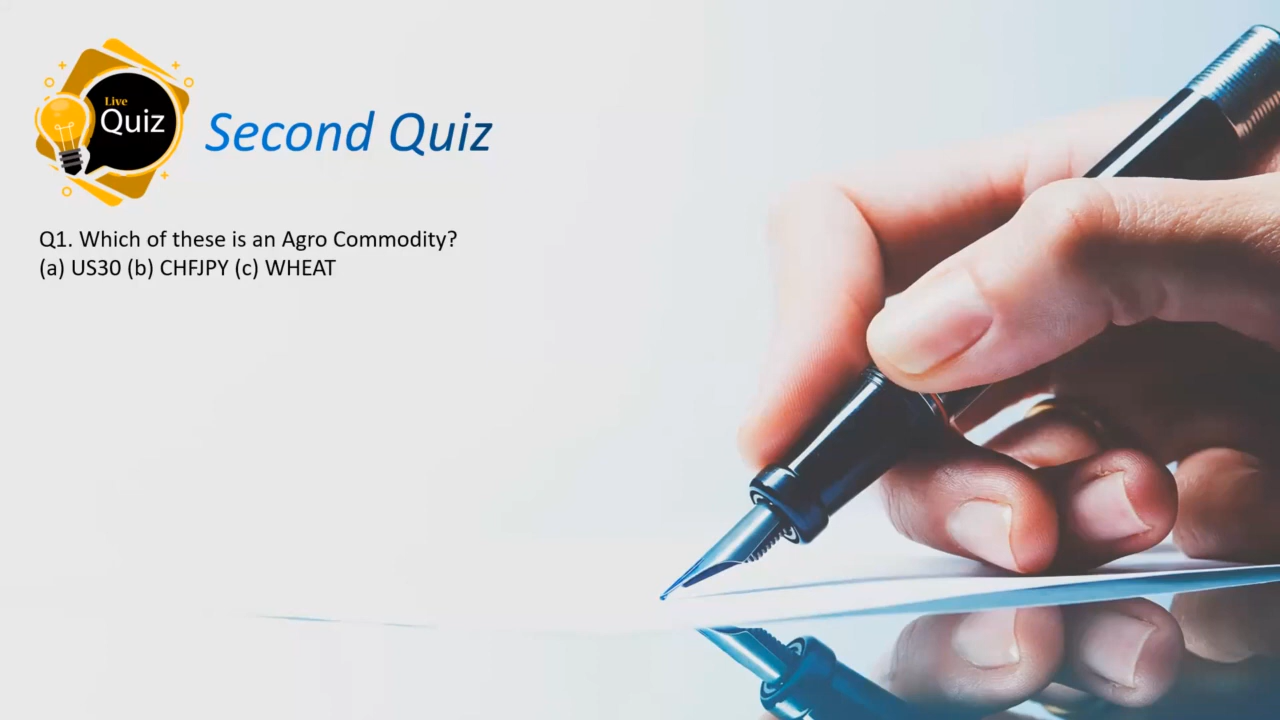 Live
Quiz
Second Quiz
Q1. Which of these is an Agro Commodity?
(a) US30 (b) CHFJPY (c) WHEAT